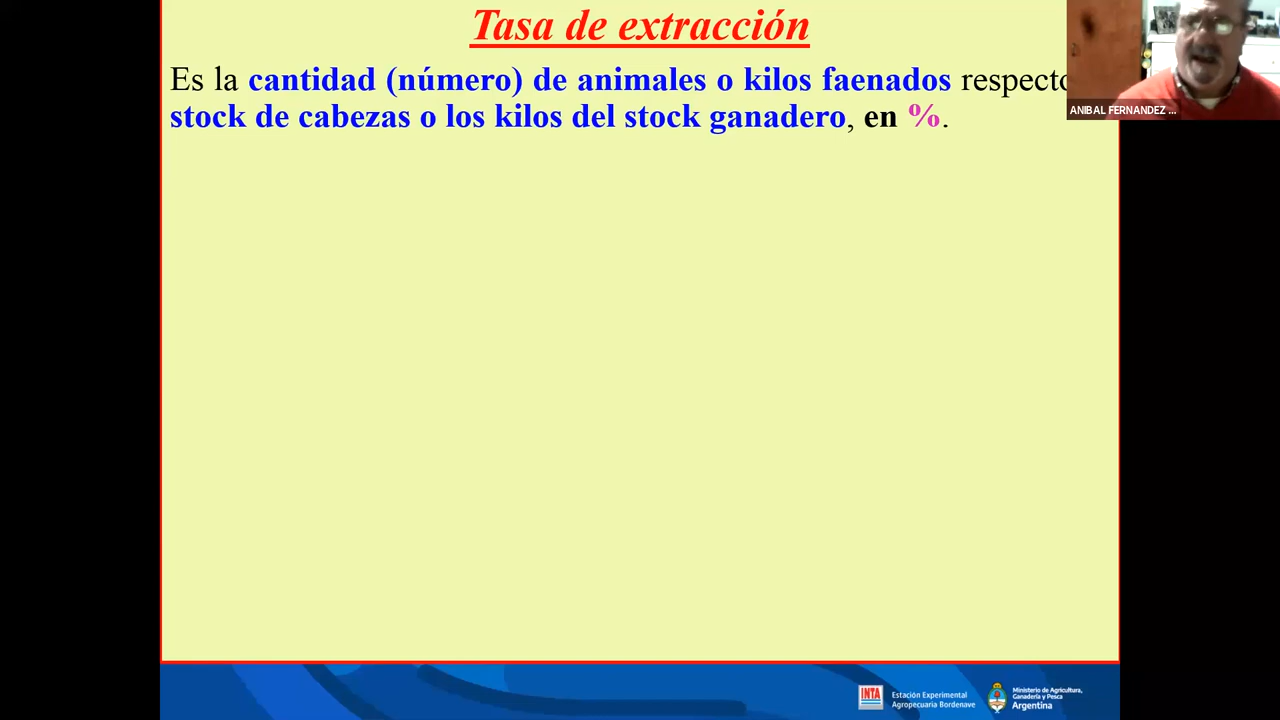 Tasa de extracción
Es la cantidad (número) de animales o kilos faenados respecto
stock de cabezas o los kilos del stock ganadero, en %.
ANIBAL FERNANDEZ ...
INTA
Estación Experimental
Agropecuaria Bordenave
Ministerio de Agricultura,
Ganadería y Pesca
Argentina